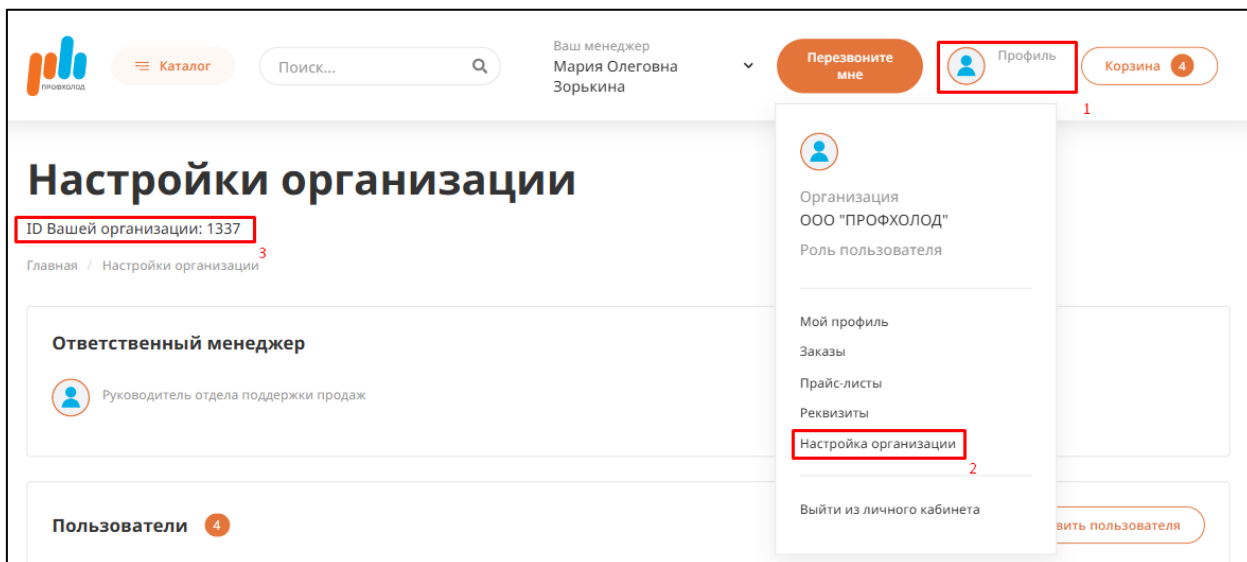 ПРОФХОЛОД
Каталог
Поиск...
Ваш менеджер
Мария Олеговна
Зорькина
Перезвоните
мне
Профиль
Корзина 4
1
Настройки организации
ID Вашей организации: 1337
3
Главная / Настройки организации
Организация
ООО "ПРОФХОЛОД"
Роль пользователя
Мой профиль
Заказы
Прайс-листы
Реквизиты
Настройка организации
2
Выйти из личного кабинета
Ответственный менеджер
Руководитель отдела поддержки продаж
Пользователи 4
вить пользователя